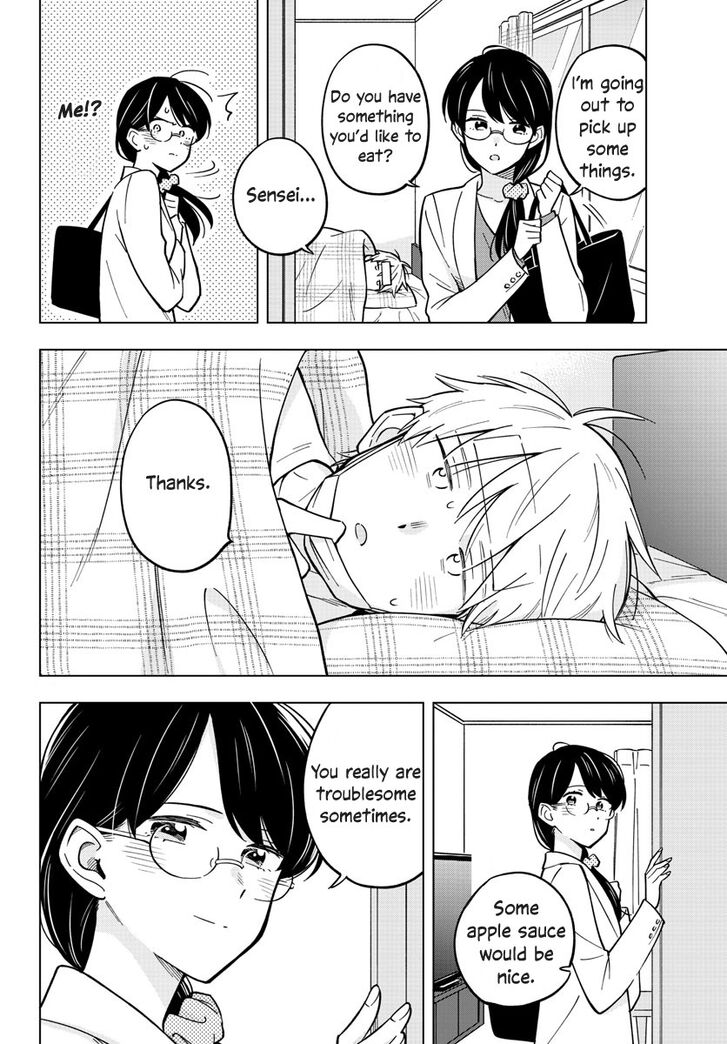 I'm going
out to
pick up
some
things.
Do you have
something
you'd like to
eat?
Sensei...
Me!?
Thanks.
Some
apple sauce
would be
nice.
You really are
troublesome
sometimes.